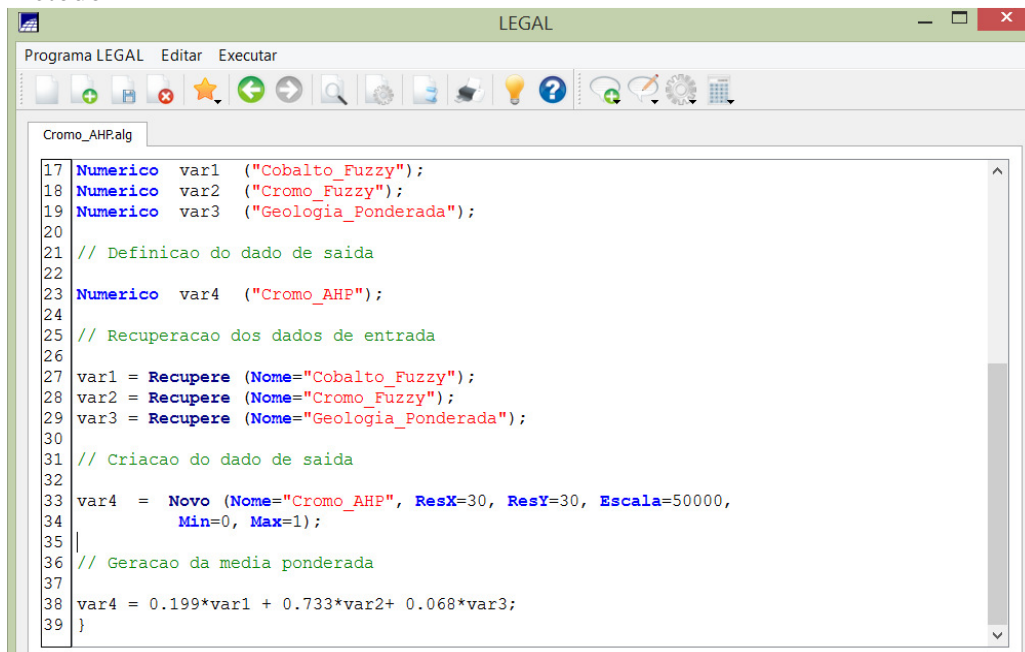 LEGAL
Programa LEGAL Editar Executar
Cromo_AHP.alg
17 Numerico var1 ("Cobalto_Fuzzy");
18 Numerico var2 ("Cromo_Fuzzy");
19 Numerico var3 ("Geologia_Ponderada");
20
21 // Definicao do dado de saida
22
23 Numerico var4 ("Cromo_AHP");
24
25 // Recuperacao dos dados de entrada
26
27 var1 = Recupere (Nome="Cobalto_Fuzzy");
28 var2 = Recupere (Nome="Cromo_Fuzzy");
29 var3 = Recupere (Nome="Geologia_Ponderada");
30
31 // Criacao do dado de saida
32
33 var4 = Novo (Nome="Cromo_AHP", ResX=30, ResY=30, Escala=50000,
34 Min=0, Max=1);
35
36 // Geracao da media ponderada
37
38 var4 = 0.199*var1 + 0.733*var2+ 0.068*var3;
39 }